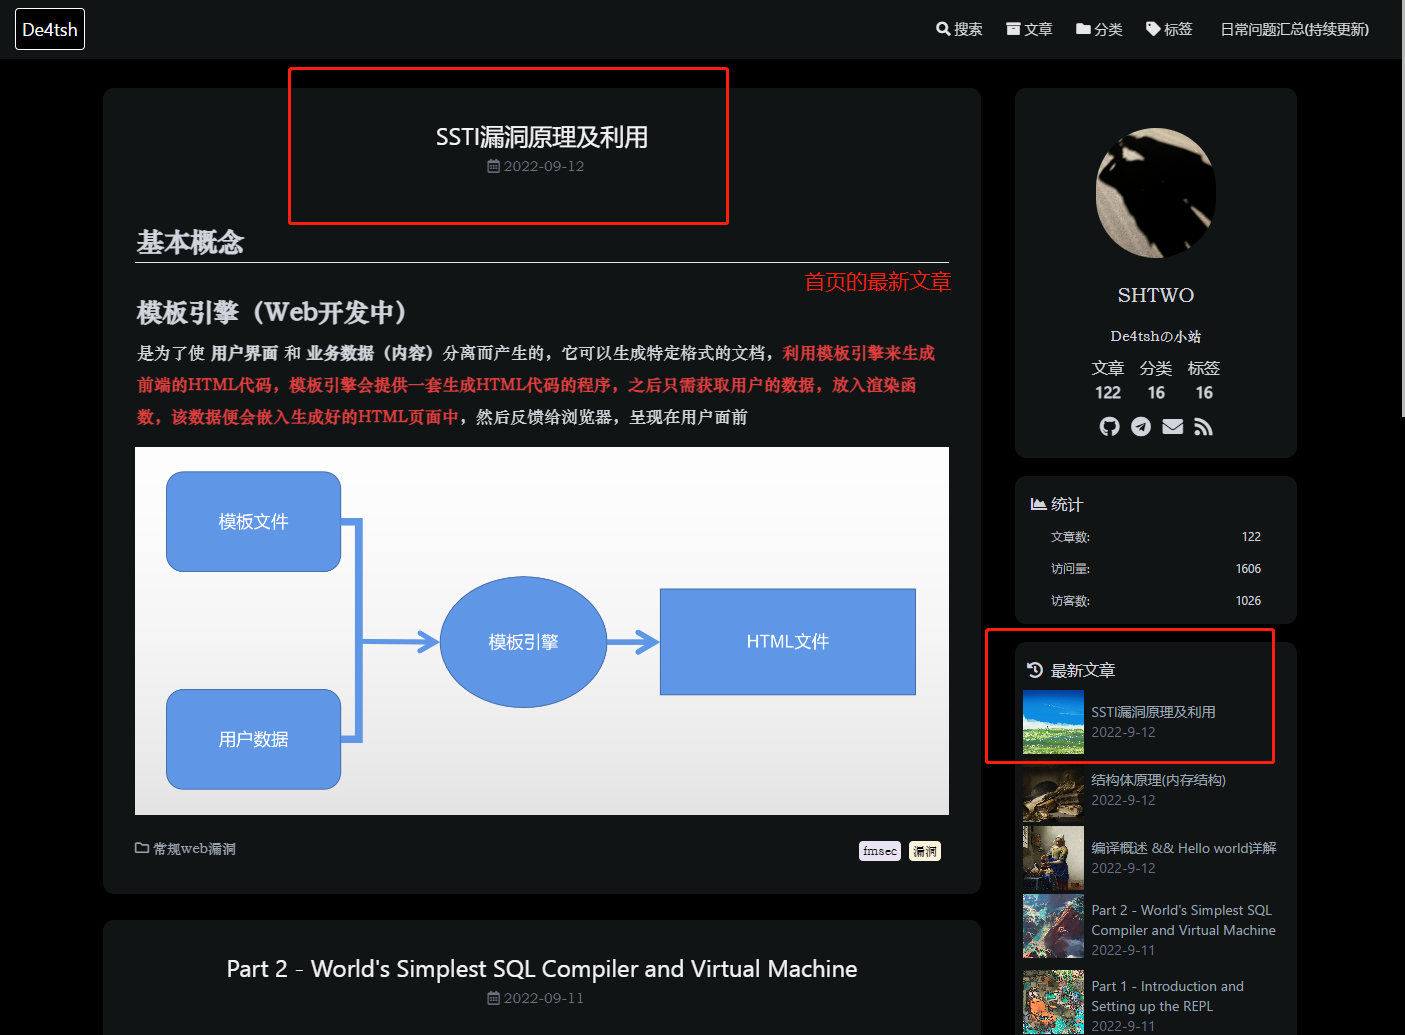 De4tsh
搜索
文章
分类
标签
日常问题汇总(持续更新)
SSTI漏洞原理及利用
2022-09-12
基本概念
首页的最新文章
模板引擎（Web开发中）
是为了使 用户界面 和 业务数据（内容）分离而产生的，它可以生成特定格式的文档，利用模板引擎来生成
前端的HTML代码，模板引擎会提供一套生成HTML代码的程序，之后只需获取用户的数据，放入渲染函
数，该数据便会嵌入生成好的HTML页面中，然后反馈给浏览器，呈现在用户面前
模板文件
模板引擎
HTML文件
用户数据
常规web漏洞
fmsec
漏洞
Part 2 - World's Simplest SQL Compiler and Virtual Machine
2022-09-11
SHTWO
De4tshの小站
文章 分类 标签
122 16 16
统计
文章数: 122
访问量: 1606
访客数: 1026
最新文章
SSTI漏洞原理及利用
2022-9-12
结构体原理(内存结构)
2022-9-12
编译概述 && Hello world详解
2022-9-12
Part 2 - World's Simplest SQL
Compiler and Virtual Machine
2022-9-11
Part 1 - Introduction and
Setting up the REPL
2022-9-11